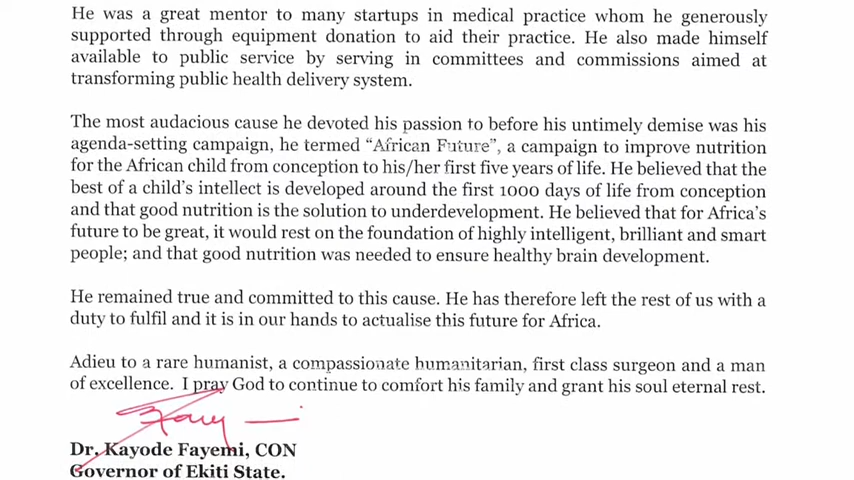 He was a great mentor to many startups in medical practice whom he generously
supported through equipment donation to aid their practice. He also made himself
available to public service by serving in committees and commissions aimed at
transforming public health delivery system.
The most audacious cause he devoted his passion to before his untimely demise was his
agenda-setting campaign, he termed “African Future”, a campaign to improve nutrition
for the African child from conception to his/her first five years of life. He believed that the
best of a child’s intellect is developed around the first 1000 days of life from conception
and that good nutrition is the solution to underdevelopment. He believed that for Africa’s
future to be great, it would rest on the foundation of highly intelligent, brilliant and smart
people; and that good nutrition was needed to ensure healthy brain development.
He remained true and committed to this cause. He has therefore left the rest of us with a
duty to fulfil and it is in our hands to actualise this future for Africa.
Adieu to a rare humanist, a compassionate humanitarian, first class surgeon and a man
of excellence. I pray God to continue to comfort his family and grant his soul eternal rest.
Dr. Kayode Fayemi, CON
Governor of Ekiti State.